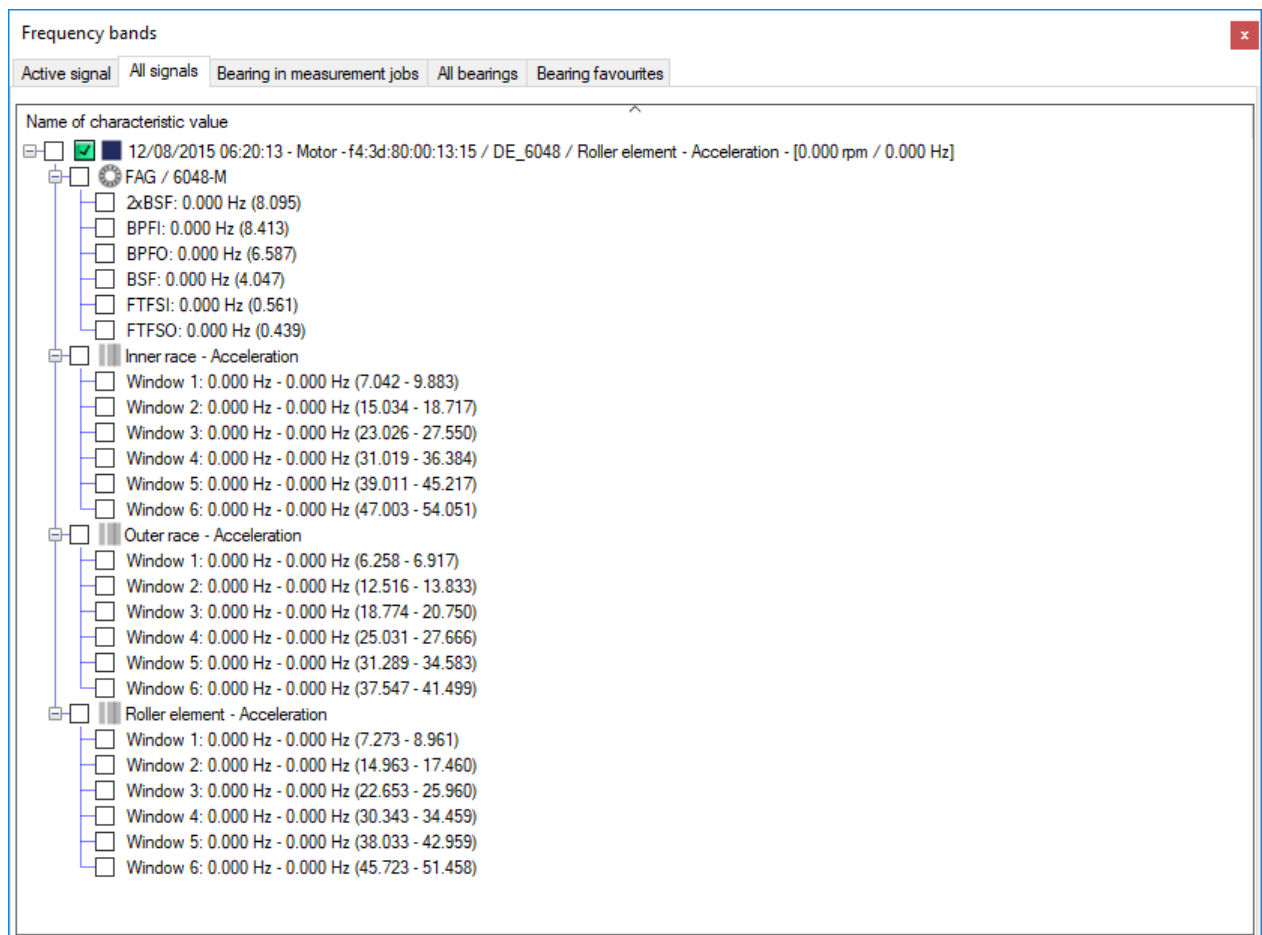 Frequency bands
x
Active signal All signals Bearing in measurement jobs All bearings Bearing favourites
Name of characteristic value
12/08/2015 06:20:13 - Motor - f4:3d:80:00:13:15 / DE_6048 / Roller element - Acceleration - [0.000 rpm / 0.000 Hz]
FAG / 6048-M
2xBSF: 0.000 Hz (8.095)
BPFI: 0.000 Hz (8.413)
BPFO: 0.000 Hz (6.587)
BSF: 0.000 Hz (4.047)
FTFSI: 0.000 Hz (0.561)
FTFSO: 0.000 Hz (0.439)
Inner race - Acceleration
Window 1: 0.000 Hz - 0.000 Hz (7.042 - 9.883)
Window 2: 0.000 Hz - 0.000 Hz (15.034 - 18.717)
Window 3: 0.000 Hz - 0.000 Hz (23.026 - 27.550)
Window 4: 0.000 Hz - 0.000 Hz (31.019 - 36.384)
Window 5: 0.000 Hz - 0.000 Hz (39.011 - 45.217)
Window 6: 0.000 Hz - 0.000 Hz (47.003 - 54.051)
Outer race - Acceleration
Window 1: 0.000 Hz - 0.000 Hz (6.258 - 6.917)
Window 2: 0.000 Hz - 0.000 Hz (12.516 - 13.833)
Window 3: 0.000 Hz - 0.000 Hz (18.774 - 20.750)
Window 4: 0.000 Hz - 0.000 Hz (25.031 - 27.666)
Window 5: 0.000 Hz - 0.000 Hz (31.289 - 34.583)
Window 6: 0.000 Hz - 0.000 Hz (37.547 - 41.499)
Roller element - Acceleration
Window 1: 0.000 Hz - 0.000 Hz (7.273 - 8.961)
Window 2: 0.000 Hz - 0.000 Hz (14.963 - 17.460)
Window 3: 0.000 Hz - 0.000 Hz (22.653 - 25.960)
Window 4: 0.000 Hz - 0.000 Hz (30.343 - 34.459)
Window 5: 0.000 Hz - 0.000 Hz (38.033 - 42.959)
Window 6: 0.000 Hz - 0.000 Hz (45.723 - 51.458)